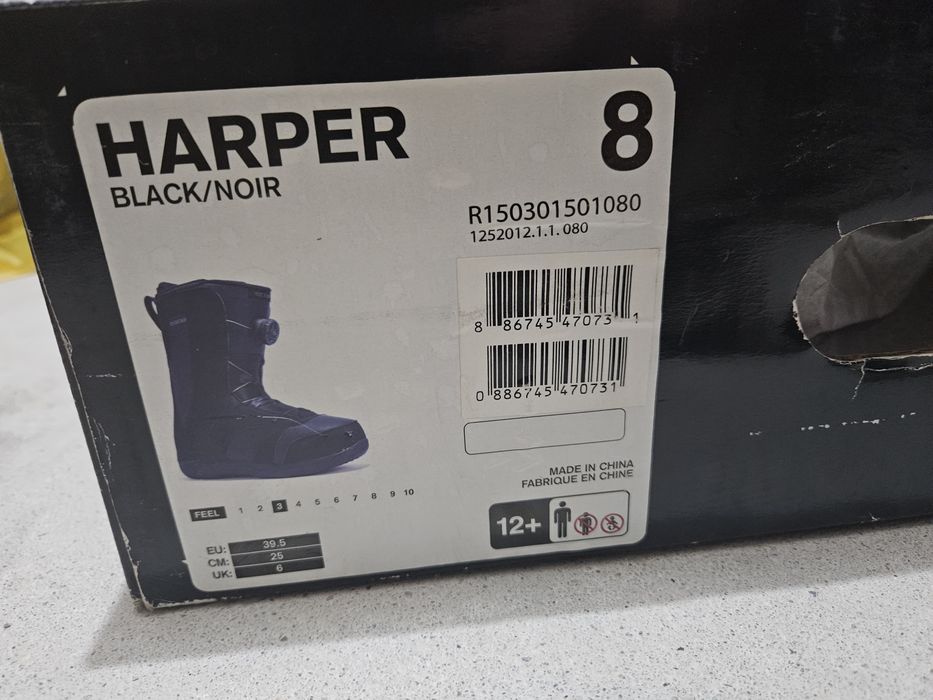 HARPER
BLACK/NOIR
8
R150301501080
1252012.1.1.080
8 86745 47073 1
0 886745 470731
MADE IN CHINA
FABRIQUE EN CHINE
FEEL 1 2 3 4 5 6 7 8 9 10
EU: 39.5
CM: 25
UK: 6
12+